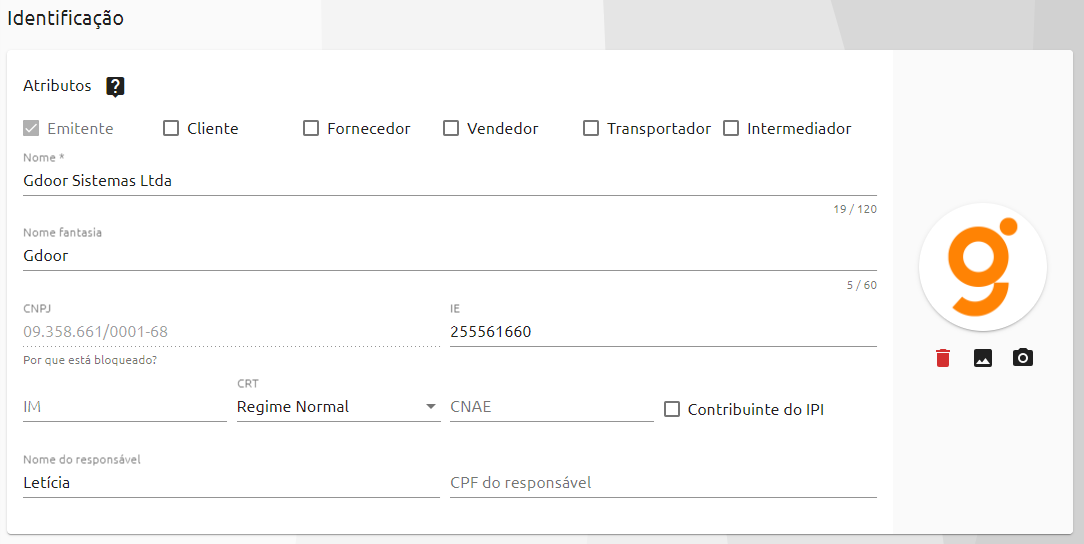 Identificação
Atributos ?
Emitente Cliente Fornecedor Vendedor Transportador Intermediador
Nome *
Gdoor Sistemas Ltda
19 / 120
Nome fantasia
Gdoor
5 / 60
CNPJ IE
09.358.661/0001-68 255561660
Por que está bloqueado?
CRT
IM Regime Normal CNAE Contribuinte do IPI
Nome do responsável
Letícia CPF do responsável
g